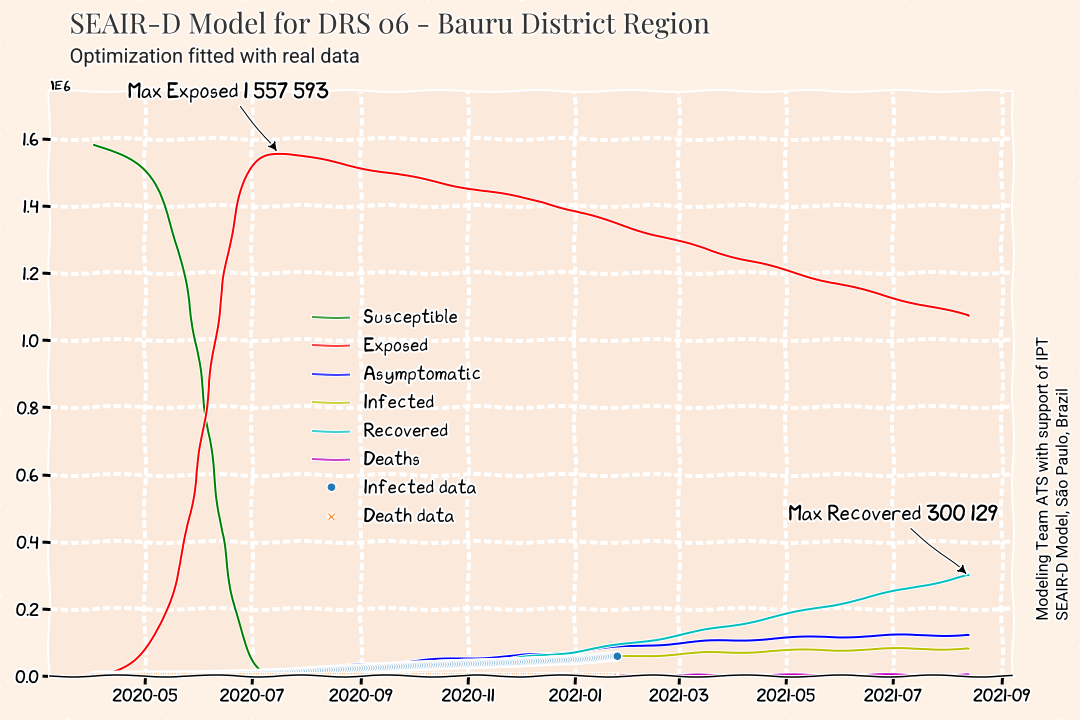 SEAIR-D Model for DRS 06 - Bauru District Region
Optimization fitted with real data
1E6
Max Exposed 1 557 593
1.6
1.4
1.2
1.0
0.8
0.6
0.4
0.2
0.0
Susceptible
Exposed
Asymptomatic
Infected
Recovered
Deaths
Infected data
Death data
Max Recovered 300 129
2020-05 2020-07 2020-09 2020-11 2021-01 2021-03 2021-05 2021-07 2021-09
Modeling Team ATS with support of IPT
SEAIR-D Model, São Paulo, Brazil